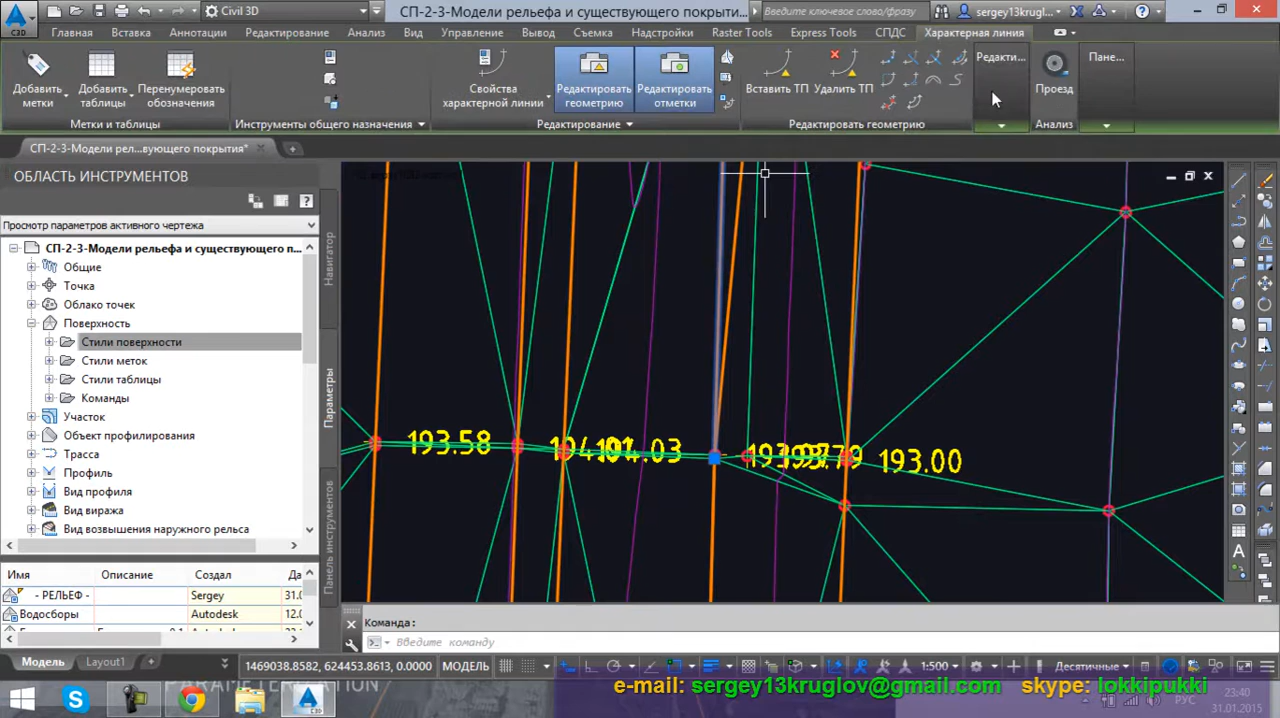 Civil 3D
СП-2-3-Модели рельефа и существующего покрыти...
Введите ключевое слово/фразу
sergey13kruglo...
C3D
Главная Вставка Аннотации Редактирование Анализ Вид Управление Вывод Съемка Надстройки Raster Tools Express Tools СПДС Характерная линия
Добавить метки
Добавить таблицы
Перенумеровать обозначения
Свойства характерной линии
Редактировать геометрию
Редактировать отметки
Вставить ТП
Удалить ТП
Редакти...
Проезд
Пане...
Метки и таблицы
Инструменты общего назначения
Редактирование
Редактировать геометрию
Анализ
СП-2-3-Модели рел...вующего покрытия*
ОБЛАСТЬ ИНСТРУМЕНТОВ
Просмотр параметров активного чертежа
СП-2-3-Модели рельефа и существующего п...
Общие
Точка
Облако точек
Поверхность
Стили поверхности
Стили меток
Стили таблицы
Команды
Участок
Объект профилирования
Трасса
Профиль
Вид профиля
Вид виража
Вид возвышения наружного рельса
Навигатор
Параметры
Панель инструментов
Имя Описание Создал Да
- РЕЛЬЕФ - Sergey 31.0
Водосборы Autodesk 12.0
193.58
193.00
Команда:
Введите команду
Модель Layout1
1469038.8582, 624453.8613, 0.0000 МОДЕЛЬ
1:500
Десятичные
e-mail: sergey13kruglov@gmail.com skype: lokkipukki
РУС
23:40
31.01.2015